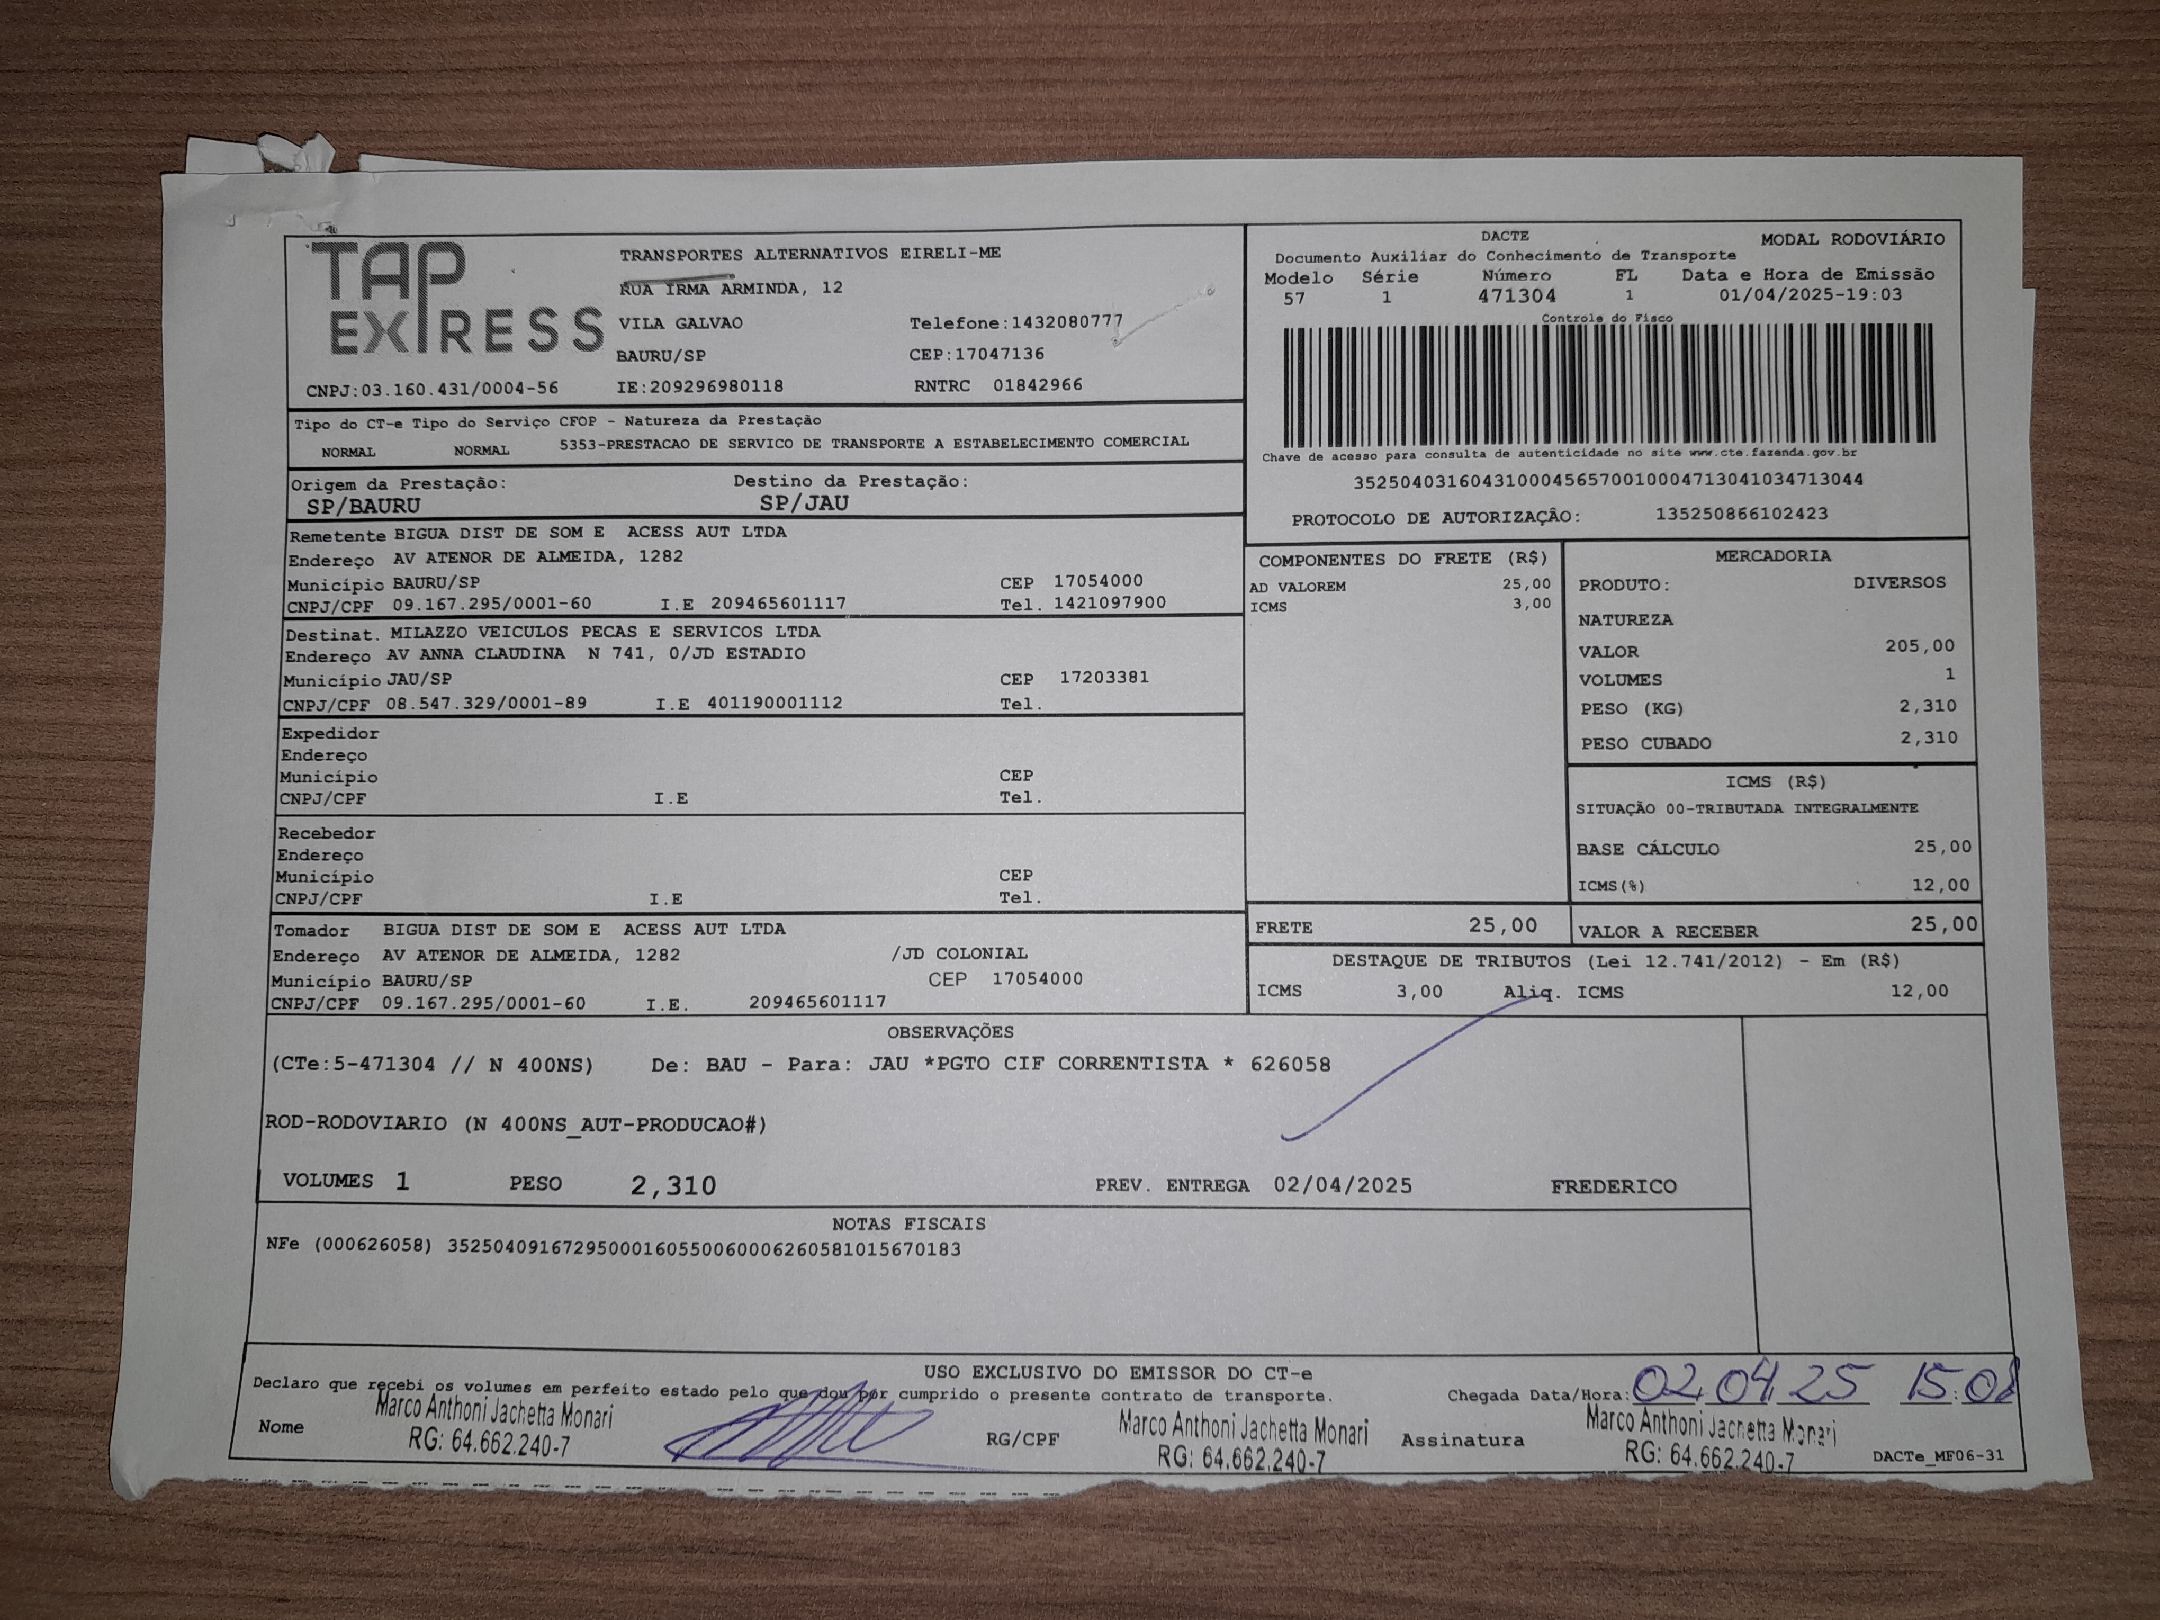 TAP EXPRESS
TRANSPORTES ALTERNATIVOS EIRELI-ME
RUA IRMA ARMINDA, 12
VILA GALVAO Telefone:1432080777
BAURU/SP CEP:17047136
CNPJ:03.160.431/0004-56 IE:209296980118 RNTRC 01842966
DACTE MODAL RODOVIÁRIO
Documento Auxiliar do Conhecimento de Transporte
Modelo Série Número FL Data e Hora de Emissão
57 1 471304 1 01/04/2025-19:03
Controle do Fisco
Chave de acesso para consulta de autenticidade no site www.cte.fazenda.gov.br
35250403160431000456570010004713041034713044
PROTOCOLO DE AUTORIZAÇÂO: 135250866102423
Tipo do CT-e Tipo do Serviço CFOP - Natureza da Prestação
NORMAL NORMAL 5353-PRESTACAO DE SERVICO DE TRANSPORTE A ESTABELECIMENTO COMERCIAL
Origem da Prestação: Destino da Prestação:
SP/BAURU SP/JAU
Remetente BIGUA DIST DE SOM E ACESS AUT LTDA
Endereço AV ATENOR DE ALMEIDA, 1282
Município BAURU/SP CEP 17054000
CNPJ/CPF 09.167.295/0001-60 I.E 209465601117 Tel. 1421097900
Destinat. MILAZZO VEICULOS PECAS E SERVICOS LTDA
Endereço AV ANNA CLAUDINA N 741, 0/JD ESTADIO
Município JAU/SP CEP 17203381
CNPJ/CPF 08.547.329/0001-89 I.E 401190001112 Tel.
Expedidor
Endereço
Município CEP
CNPJ/CPF I.E Tel.
Recebedor
Endereço
Município CEP
CNPJ/CPF I.E Tel.
Tomador BIGUA DIST DE SOM E ACESS AUT LTDA
Endereço AV ATENOR DE ALMEIDA, 1282 /JD COLONIAL
Município BAURU/SP CEP 17054000
CNPJ/CPF 09.167.295/0001-60 I.E. 209465601117
COMPONENTES DO FRETE (R$)
AD VALOREM 25,00
ICMS 3,00
MERCADORIA
PRODUTO: DIVERSOS
NATUREZA
VALOR 205,00
VOLUMES 1
PESO (KG) 2,310
PESO CUBADO 2,310
ICMS (R$)
SITUAÇÃO 00-TRIBUTADA INTEGRALMENTE
BASE CÁLCULO 25,00
ICMS(%) 12,00
FRETE 25,00 VALOR A RECEBER 25,00
DESTAQUE DE TRIBUTOS (Lei 12.741/2012) - Em (R$)
ICMS 3,00 Aliq. ICMS 12,00
OBSERVAÇÕES
(CTe:5-471304 // N 400NS) De: BAU - Para: JAU *PGTO CIF CORRENTISTA * 626058
ROD-RODOVIARIO (N 400NS_AUT-PRODUCAO#)
VOLUMES 1 PESO 2,310 PREV. ENTREGA 02/04/2025 FREDERICO
NOTAS FISCAIS
NFe (000626058) 35250409167295000160550060006260581015670183
USO EXCLUSIVO DO EMISSOR DO CT-e
Declaro que recebi os volumes em perfeito estado pelo que dou por cumprido o presente contrato de transporte. Chegada Data/Hora: 02 04 25 15:08
Nome Marco Anthoni Jachetta Monari RG/CPF Marco Anthoni Jachetta Monari Assinatura Marco Anthoni Jachetta Monari
RG: 64.662.240-7 RG: 64.662.240-7 RG: 64.662.240-7 DACTe_MF06-31